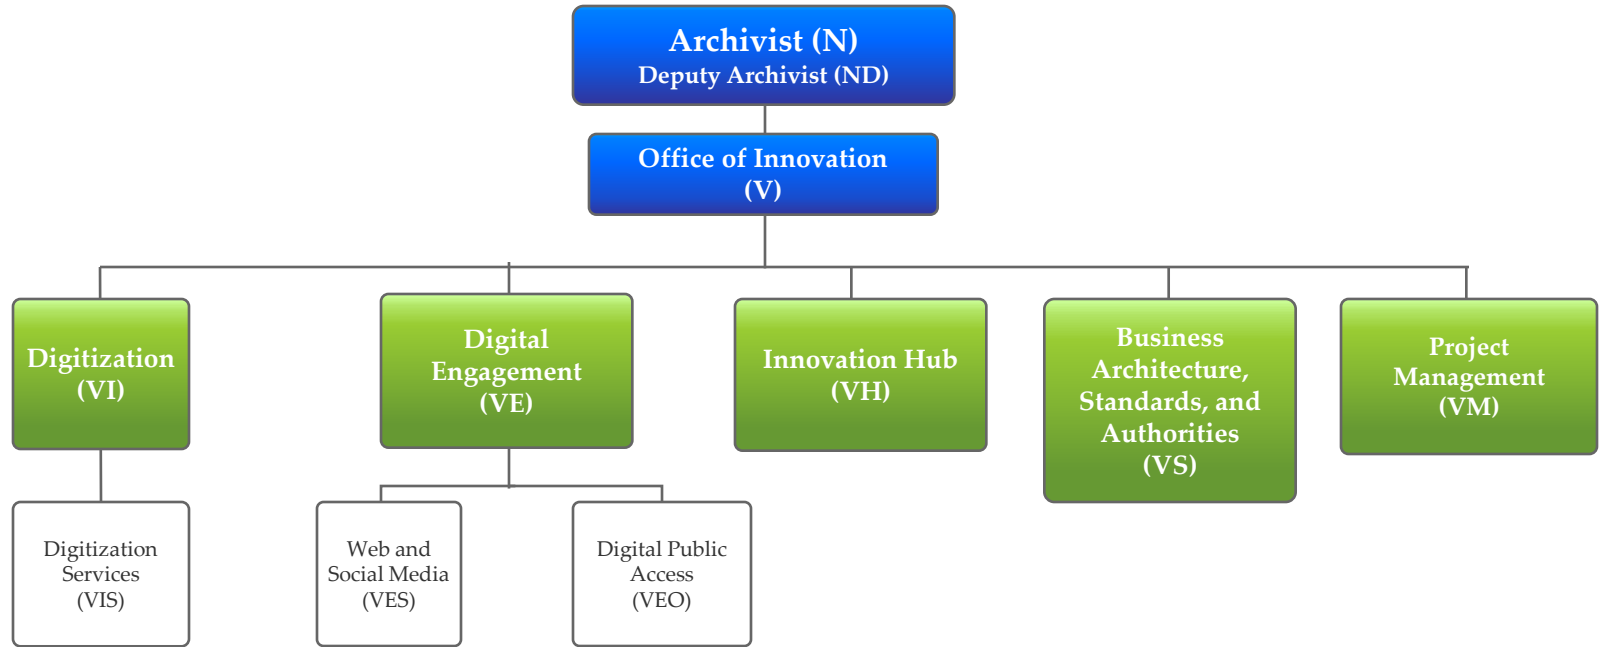 Archivist (N)
Deputy Archivist (ND)
Office of Innovation
(V)
Digitization
(VI)
Digital
Engagement
(VE)
Innovation Hub
(VH)
Business
Architecture,
Standards, and
Authorities
(VS)
Project
Management
(VM)
Digitization
Services
(VIS)
Web and
Social Media
(VES)
Digital Public
Access
(VEO)